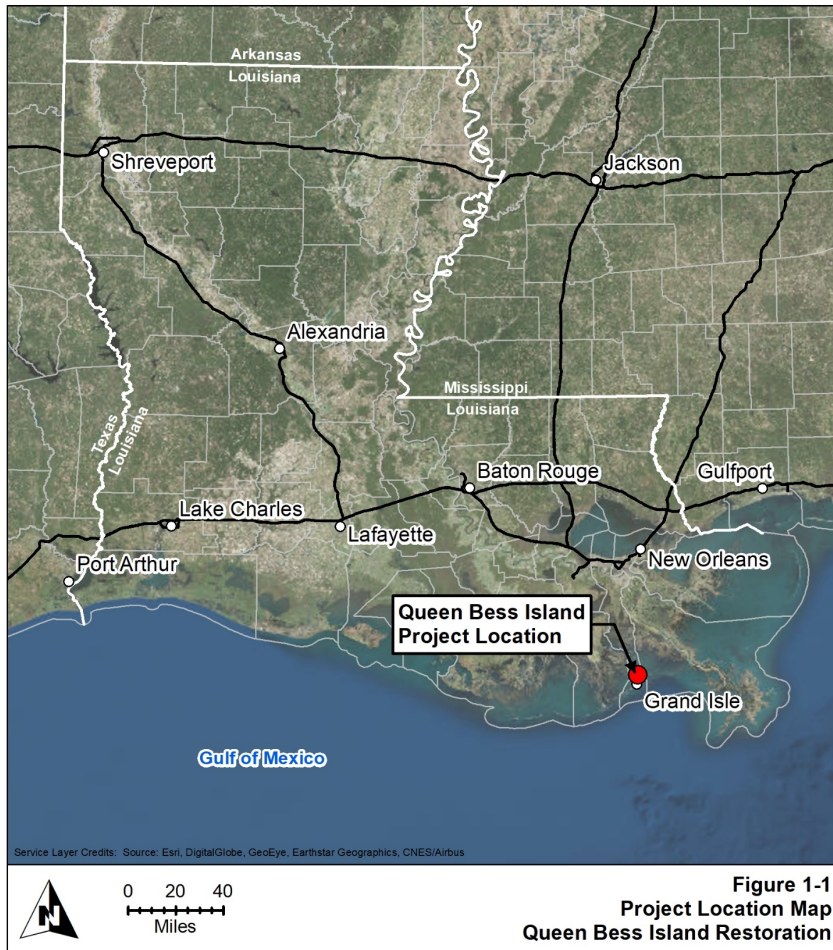 Arkansas
Louisiana
Shreveport
Jackson
Alexandria
Mississippi
Louisiana
Texas
Louisiana
Baton Rouge
Gulfport
Lake Charles
Lafayette
New Orleans
Port Arthur
Queen Bess Island
Project Location
Grand Isle
Gulf of Mexico
Service Layer Credits: Source: Esri, DigitalGlobe, GeoEye, Earthstar Geographics, CNES/Airbus
N
0 20 40
Miles
Figure 1-1
Project Location Map
Queen Bess Island Restoration